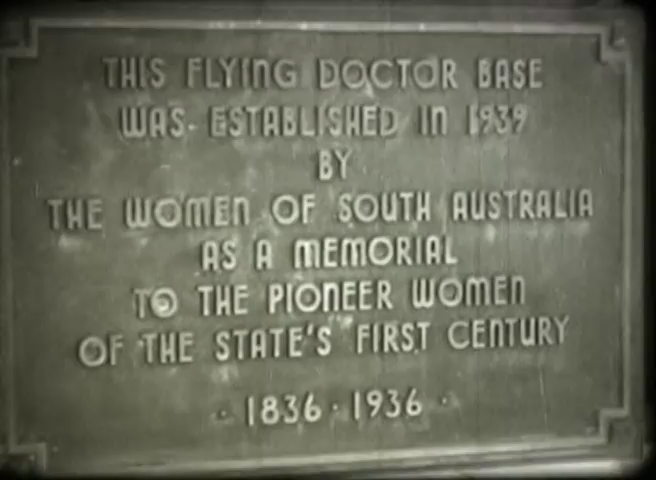 THIS FLYING DOCTOR BASE
WAS ESTABLISHED IN 1939
BY
THE WOMEN OF SOUTH AUSTRALIA
AS A MEMORIAL
TO THE PIONEER WOMEN
OF THE STATE'S FIRST CENTURY
· 1836 · 1936 ·